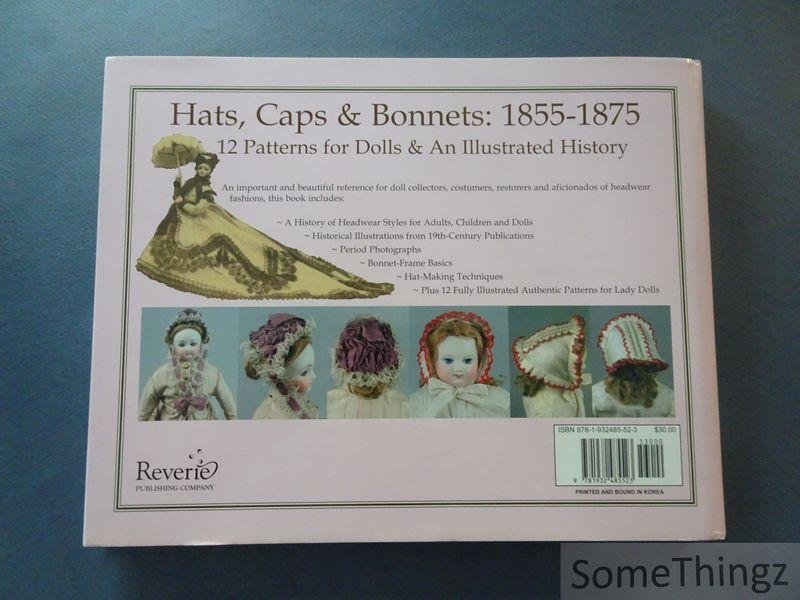 Hats, Caps & Bonnets: 1855-1875
12 Patterns for Dolls & An Illustrated History
An important and beautiful reference for doll collectors, costumers, restorers and aficionados of headwear
fashions, this book includes:
~ A History of Headwear Styles for Adults, Children and Dolls
~ Historical Illustrations from 19th-Century Publications
~ Period Photographs
~ Bonnet-Frame Basics
~ Hat-Making Techniques
~ Plus 12 Fully Illustrated Authentic Patterns for Lady Dolls
Reverie
PUBLISHING COMPANY
ISBN 978-1-932485-52-3 $30.00
53000
9 781932 485523
PRINTED AND BOUND IN KOREA
SomeThingz